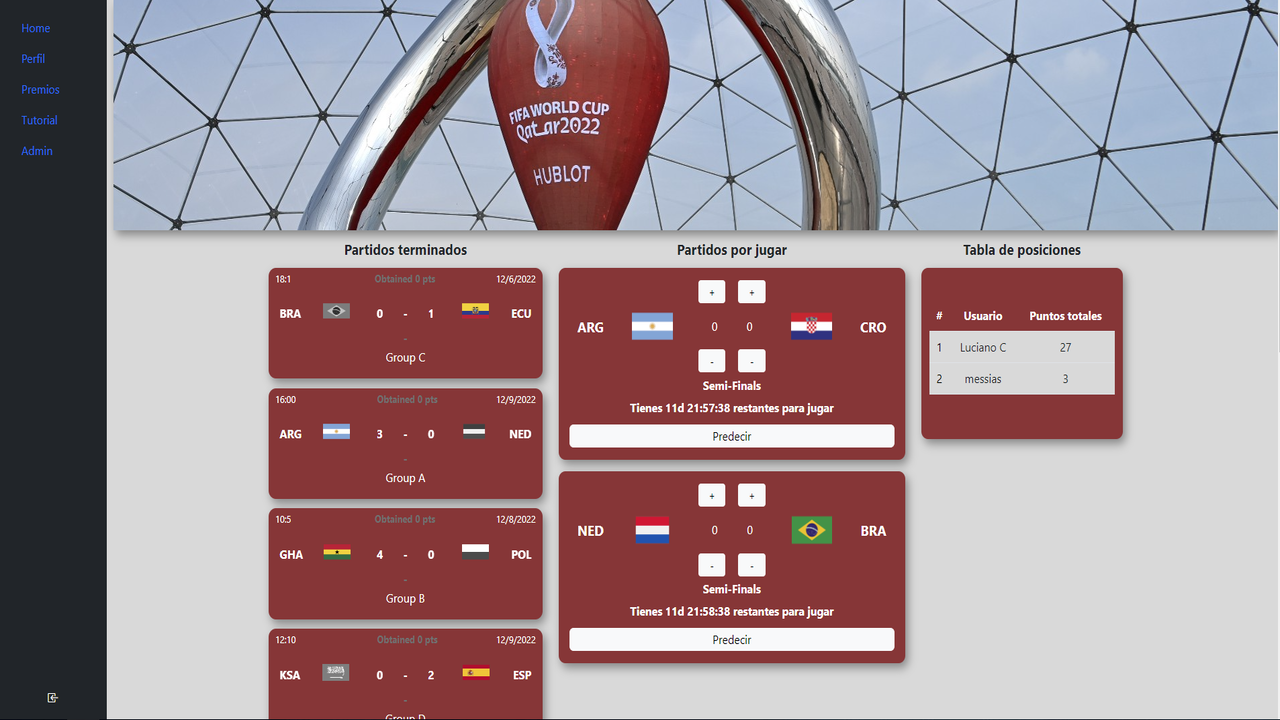 Home
Perfil
Premios
Tutorial
Admin
FIFA WORLD CUP
Qatar2022
HUBLOT
Partidos terminados
18:1 Obtained 0 pts 12/6/2022
BRA 0 - 1 ECU
-
Group C
16:00 Obtained 0 pts 12/9/2022
ARG 3 - 0 NED
-
Group A
10:5 Obtained 0 pts 12/8/2022
GHA 4 - 0 POL
-
Group B
12:10 Obtained 0 pts 12/9/2022
KSA 0 - 2 ESP
-
Group D
Partidos por jugar
+ +
ARG 0 0 CRO
- -
Semi-Finals
Tienes 11d 21:57:38 restantes para jugar
Predecir
+ +
NED 0 0 BRA
- -
Semi-Finals
Tienes 11d 21:58:38 restantes para jugar
Predecir
Tabla de posiciones
# Usuario Puntos totales
1 Luciano C 27
2 messias 3